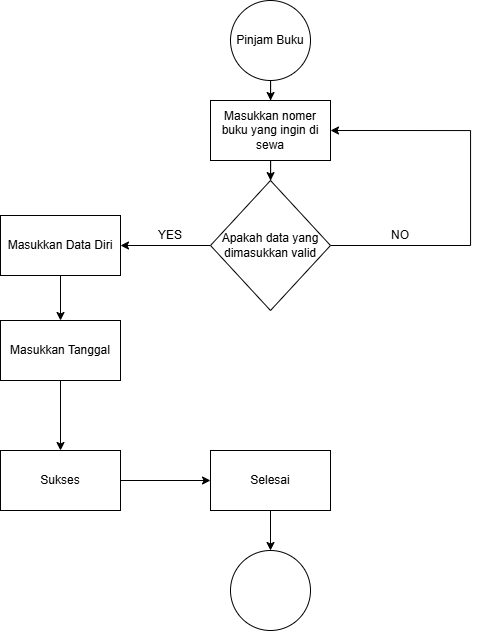 Pinjam Buku
Masukkan nomer
buku yang ingin di
sewa
Apakah data yang
dimasukkan valid
YES
NO
Masukkan Data Diri
Masukkan Tanggal
Sukses
Selesai